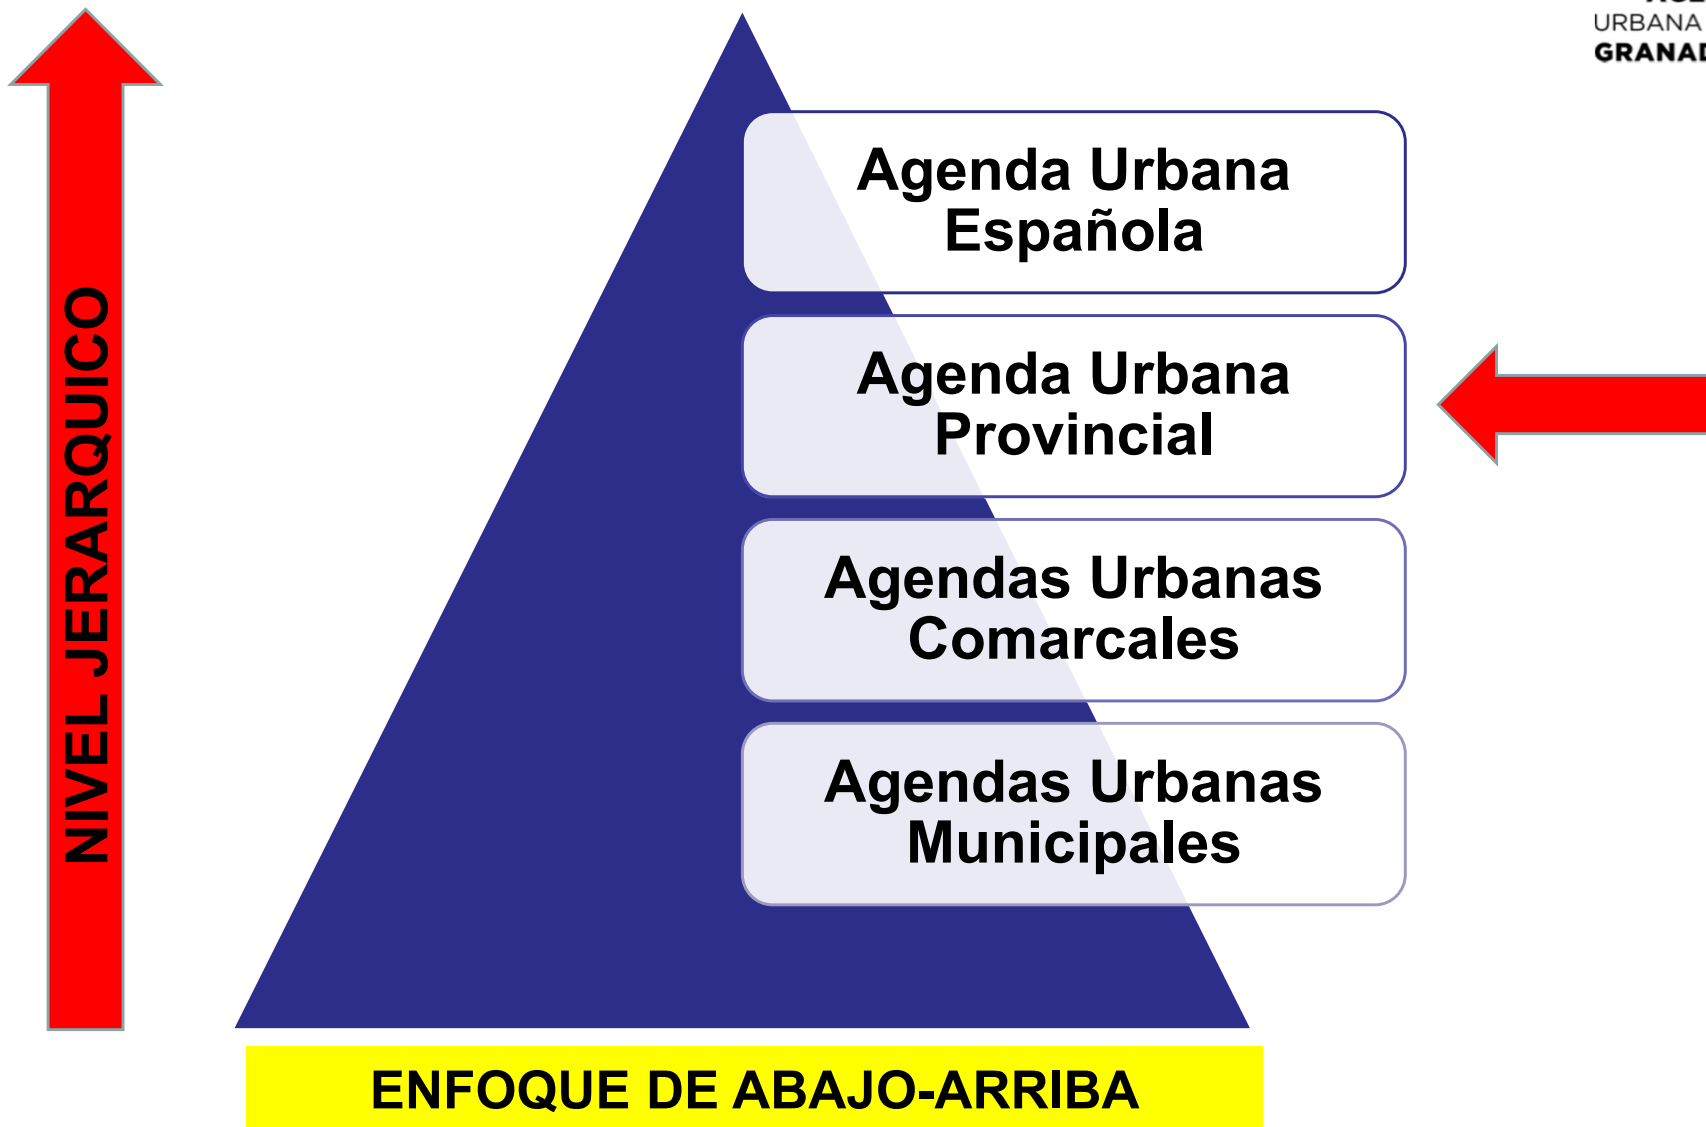 URBANA
Agenda Urbana
Española
Agenda Urbana
Provincial
Agendas Urbanas
Comarcales
Agendas Urbanas
Municipales
NIVEL JERARQUICO
ENFOQUE DE ABAJO-ARRIBA